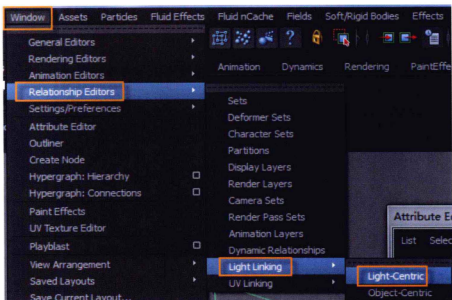 Window Assets Particles Fluid Effects Fluid nCache Fields Soft/Rigid Bodies Effects
General Editors
Rendering Editors
Animation Editors
Relationship Editors
Settings/Preferences
Attribute Editor
Outliner
Create Node
Hypergraph: Hierarchy
Hypergraph: Connections
Paint Effects
UV Texture Editor
Playblast
View Arrangement
Saved Layouts
Save Current Layout...
Animation Dynamics Rendering PaintEffe
Sets
Deformer Sets
Character Sets
Partitions
Display Layers
Render Layers
Camera Sets
Render Pass Sets
Animation Layers
Dynamic Relationships
Light Linking
UV Linking
Attribute E
List Selec
Light-Centric
Object-Centric